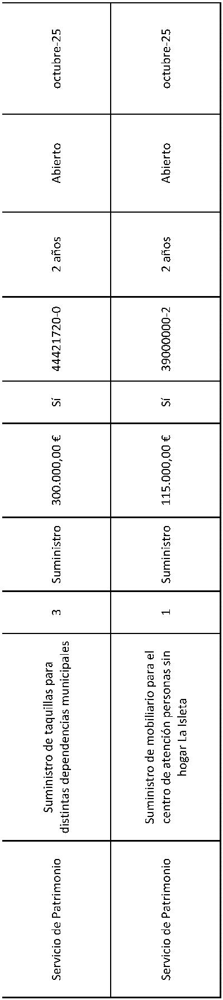 Servicio de Patrimonio
Suministro de taquillas para
distintas dependencias municipales
3
Suministro
300.000,00 €
Sí
44421720-0
2 años
Abierto
octubre-25
Servicio de Patrimonio
Suministro de mobiliario para el
centro de atención personas sin
hogar La Isleta
1
Suministro
115.000,00 €
Sí
39000000-2
2 años
Abierto
octubre-25